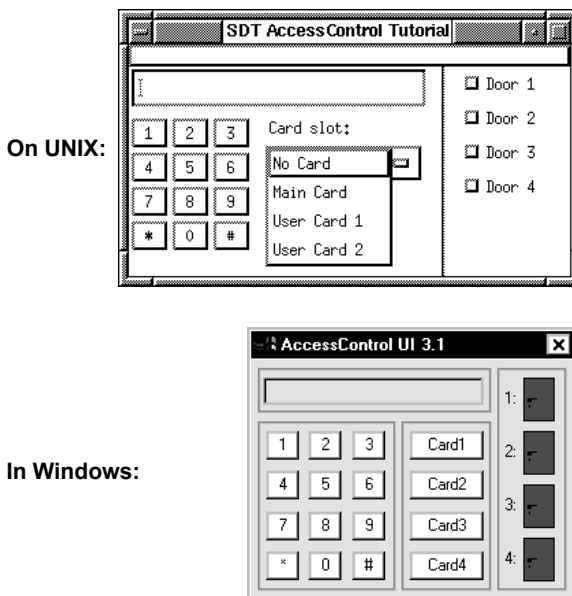 On UNIX:
SDT AccessControl Tutorial
Door 1
Door 2
Door 3
Door 4
1 2 3
4 5 6
7 8 9
* 0 #
Card slot:
No Card
Main Card
User Card 1
User Card 2
In Windows:
AccessControl UI 3.1
1 2 3
4 5 6
7 8 9
* 0 #
Card1
Card2
Card3
Card4
1:
2:
3:
4: